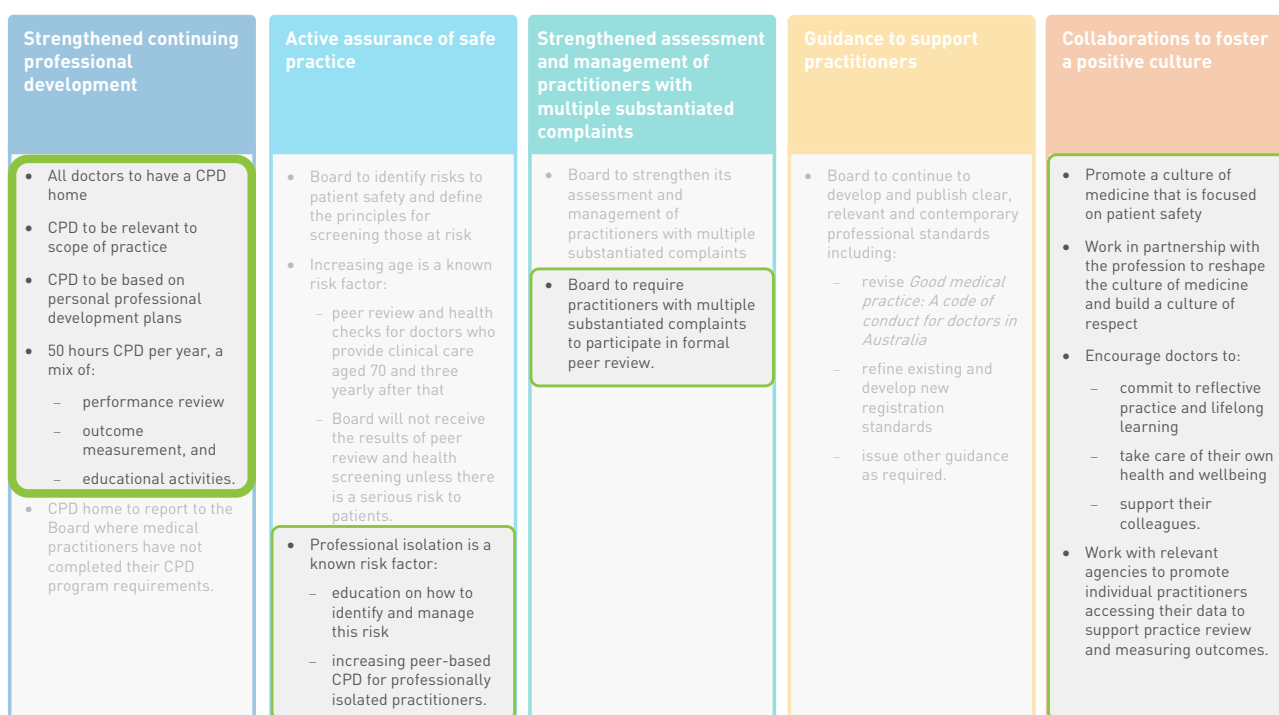 Strengthened continuing
professional
development
● All doctors to have a CPD
home
● CPD to be relevant to
scope of practice
● CPD to be based on
personal professional
development plans
● 50 hours CPD per year, a
mix of:
– performance review
– outcome
measurement, and
– educational activities.
● CPD home to report to the
Board where medical
practitioners have not
completed their CPD
program requirements.
Active assurance of safe
practice
● Board to identify risks to
patient safety and define
the principles for
screening those at risk
● Increasing age is a known
risk factor:
– peer review and health
checks for doctors who
provide clinical care
aged 70 and three
yearly after that
– Board will not receive
the results of peer
review and health
screening unless there
is a serious risk to
patients.
● Professional isolation is a
known risk factor:
– education on how to
identify and manage
this risk
– increasing peer-based
CPD for professionally
isolated practitioners.
Strengthened assessment
and management of
practitioners with
multiple substantiated
complaints
● Board to strengthen its
assessment and
management of
practitioners with multiple
substantiated complaints
● Board to require
practitioners with multiple
substantiated complaints
to participate in formal
peer review.
Guidance to support
practitioners
● Board to continue to
develop and publish clear,
relevant and contemporary
professional standards
including:
– revise Good medical
practice: A code of
conduct for doctors in
Australia
– refine existing and
develop new
registration
standards
– issue other guidance
as required.
Collaborations to foster
a positive culture
● Promote a culture of
medicine that is focused
on patient safety
● Work in partnership with
the profession to reshape
the culture of medicine
and build a culture of
respect
● Encourage doctors to:
– commit to reflective
practice and lifelong
learning
– take care of their own
health and wellbeing
– support their
colleagues.
● Work with relevant
agencies to promote
individual practitioners
accessing their data to
support practice review
and measuring outcomes.